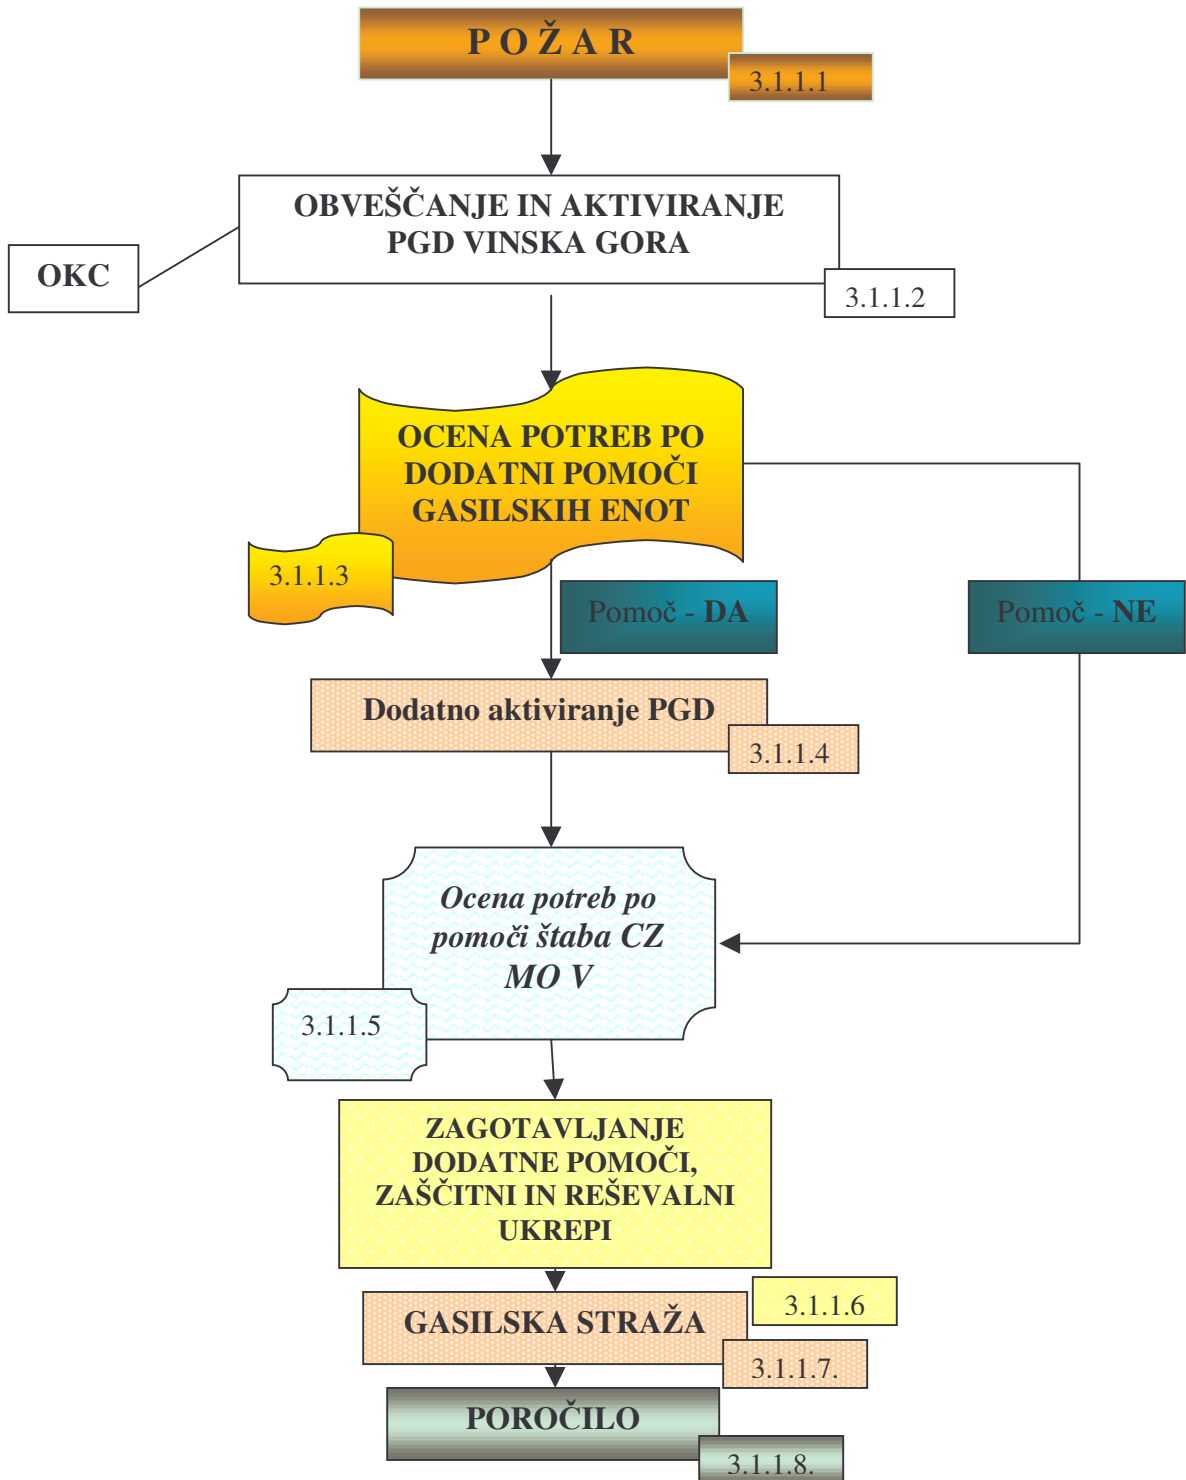 P O Ž A R
3.1.1.1
OBVEŠČANJE IN AKTIVIRANJE
PGD VINSKA GORA
OKC
3.1.1.2
OCENA POTREB PO
DODATNI POMOČI
GASILSKIH ENOT
3.1.1.3
Pomoč - DA
Pomoč - NE
Dodatno aktiviranje PGD
3.1.1.4
Ocena potreb po
pomoči štaba CZ
MO V
3.1.1.5
ZAGOTAVLJANJE
DODATNE POMOČI,
ZAŠČITNI IN REŠEVALNI
UKREPI
3.1.1.6
GASILSKA STRAŽA
3.1.1.7.
POROČILO
3.1.1.8.